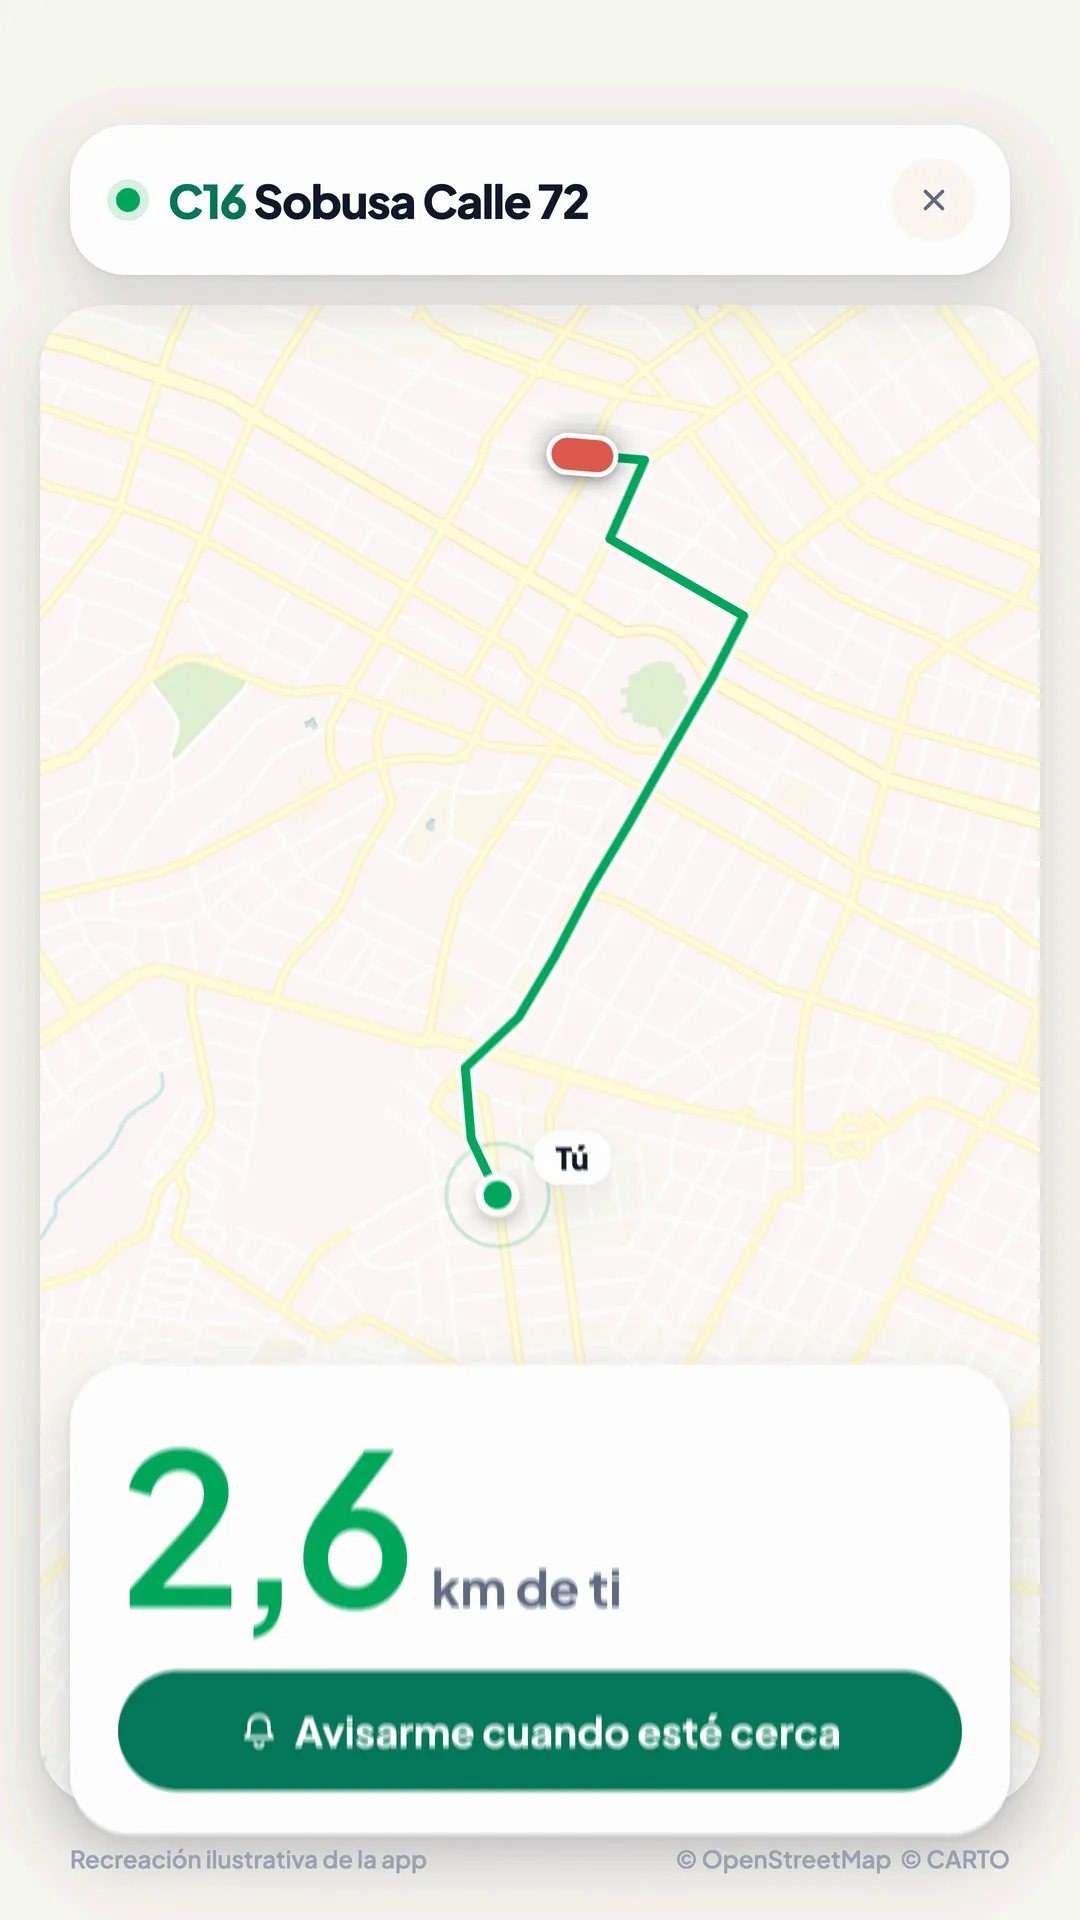 C16 Sobusa Calle 72
Tú
2,6 km de ti
Avisarme cuando esté cerca
Recreación ilustrativa de la app
© OpenStreetMap © CARTO